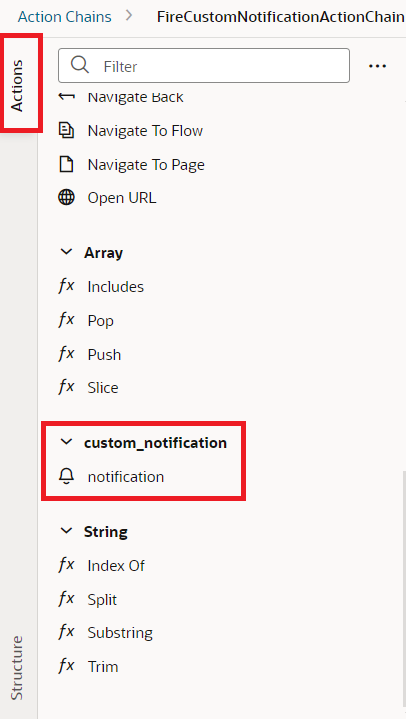 Action Chains > FireCustomNotificationActionChain
Actions
Filter
...
Navigate Back
Navigate To Flow
Navigate To Page
Open URL
Array
fx Includes
fx Pop
fx Push
fx Slice
custom_notification
notification
String
fx Index Of
fx Split
fx Substring
fx Trim
Structure